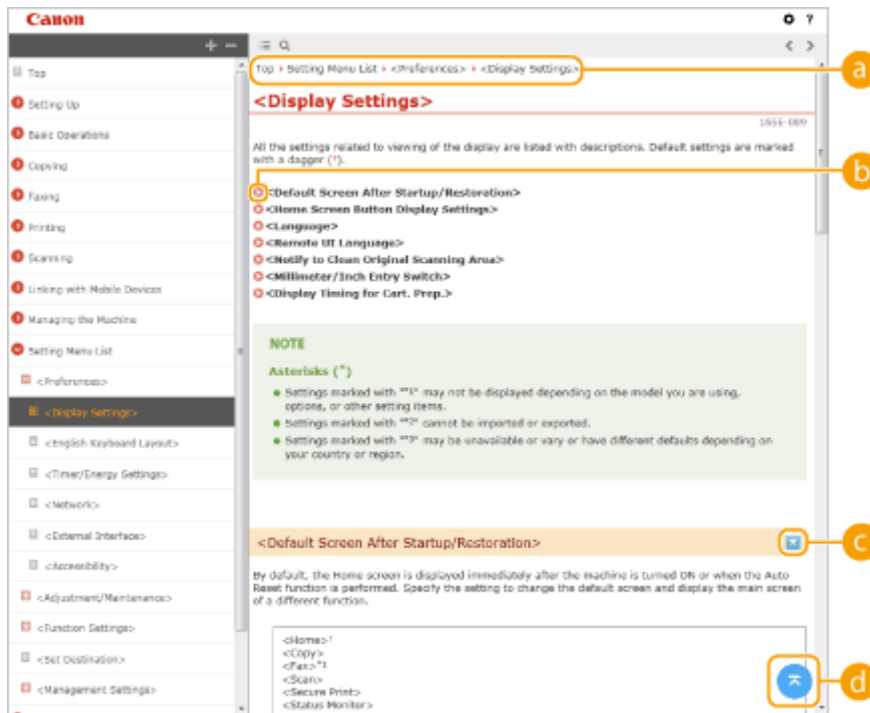 Canon
?
Top
Setting Up
Basic Operations
Copying
Faxing
Printing
Scanning
Linking with Mobile Devices
Managing the Machine
Setting Menu List
<Preferences>
<Display Settings>
<English Keyboard Layout>
<Timer/Energy Settings>
<Network>
<External Interface>
<Accessibility>
<Adjustment/Maintenance>
<Function Settings>
<Set Destination>
<Management Settings>
Top Setting Menu List <Preferences> <Display Settings>
a
<Display Settings>
16SE-089
All the settings related to viewing of the display are listed with descriptions. Default settings are marked
with a dagger (†).
b
<Default Screen After Startup/Restoration>
<Home Screen Button Display Settings>
<Language>
<Remote UI Language>
<Notify to Clean Original Scanning Area>
<Millimeter/Inch Entry Switch>
<Display Timing for Cart. Prep.>
NOTE
Asterisks (*)
Settings marked with "*1" may not be displayed depending on the model you are using,
options, or other setting items.
Settings marked with "*2" cannot be imported or exported.
Settings marked with "*3" may be unavailable or vary or have different defaults depending on
your country or region.
<Default Screen After Startup/Restoration>
c
By default, the Home screen is displayed immediately after the machine is turned ON or when the Auto
Reset function is performed. Specify the setting to change the default screen and display the main screen
of a different function.
<Home>†
<Copy>
<Fax>*1
<Scan>
<Secure Print>
<Status Monitor>
d